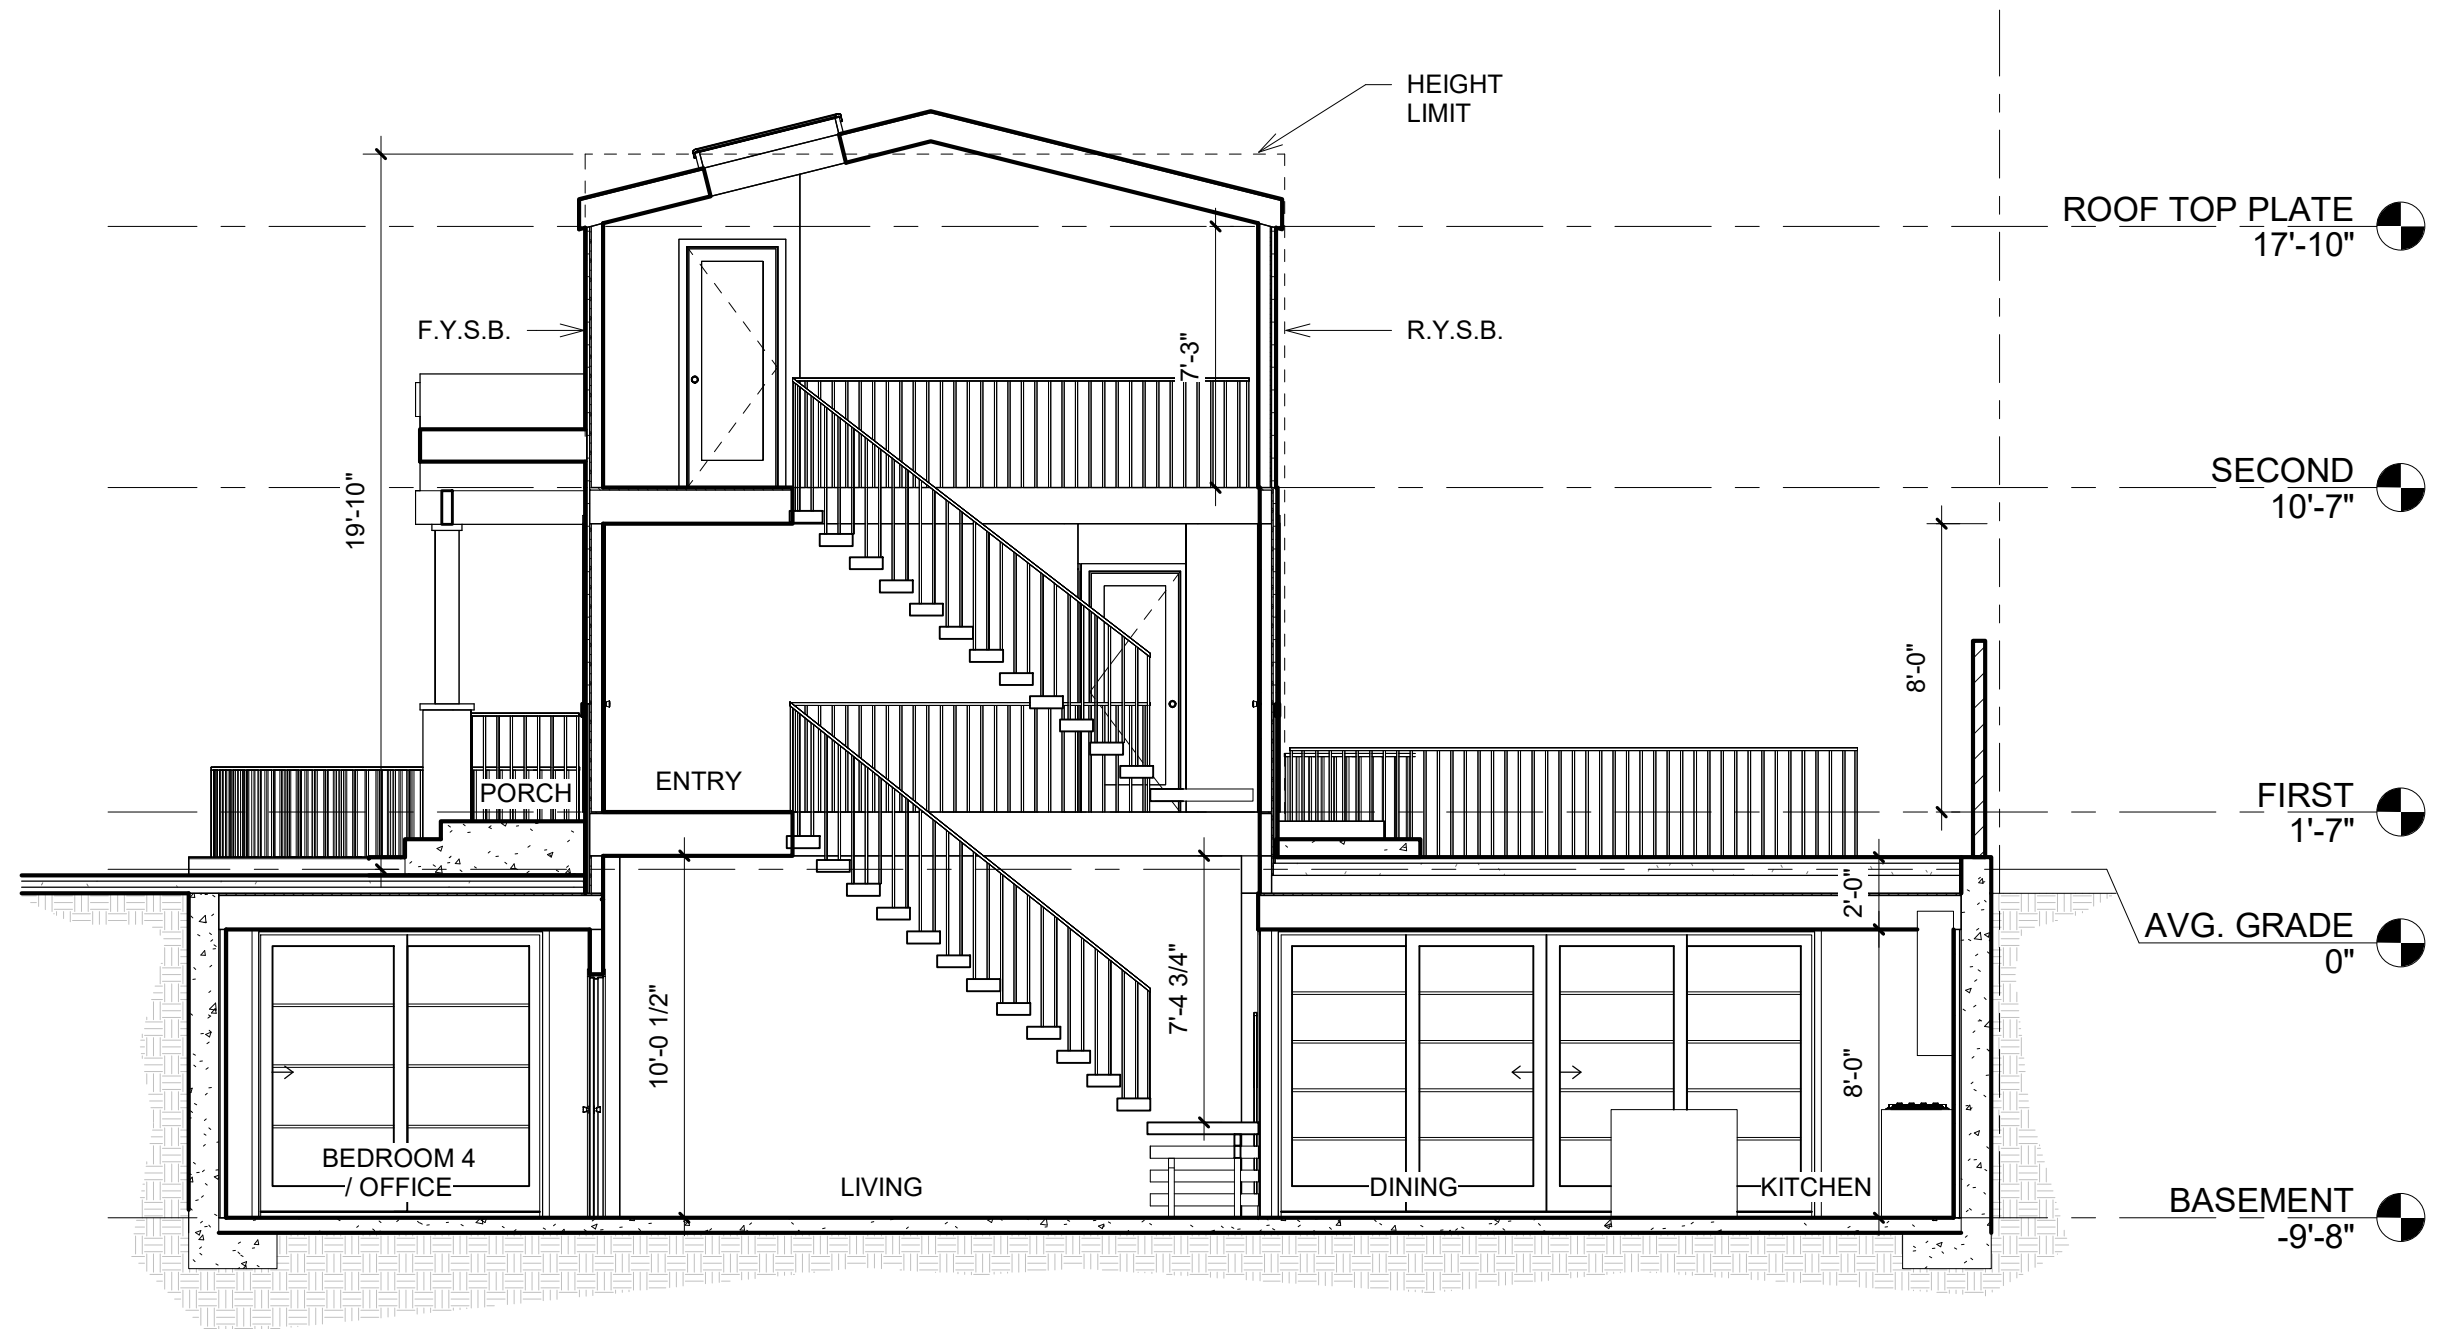 HEIGHT
LIMIT
ROOF TOP PLATE
17'-10"
F.Y.S.B.
R.Y.S.B.
7'-3"
SECOND
10'-7"
19'-10"
8'-0"
ENTRY
PORCH
FIRST
1'-7"
2'-0"
AVG. GRADE
0"
7'-4 3/4"
10'-0 1/2"
8'-0"
BEDROOM 4
/ OFFICE
LIVING
DINING
KITCHEN
BASEMENT
-9'-8"